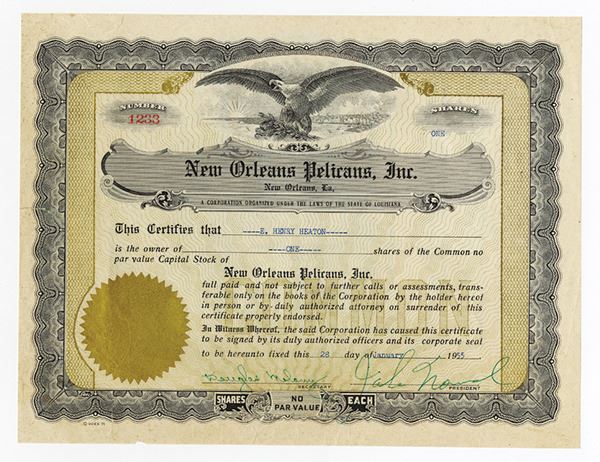 NUMBER
1233
SHARES
ONE
New Orleans Pelicans, Inc.
New Orleans, La,
A CORPORATION ORGANIZED UNDER THE LAWS OF THE STATE OF LOUISIANA.
This Certifies that ----E. HENRY HEATON-----
is the owner of ----ONE---- shares of the Common no
par value Capital Stock of
New Orleans Pelicans, Inc.
full paid and not subject to further calls or assessments, trans-
ferable only on the books of the Corporation by the holder hereof
in person or by duly authorized attorney on surrender of this
certificate properly endorsed.
In Witness Whereof, the said Corporation has caused this certificate
to be signed by its duly authorized officers and its corporate seal
to be hereunto fixed this 28 day of January 1955
SECRETARY
PRESIDENT
SHARES NO PAR VALUE EACH